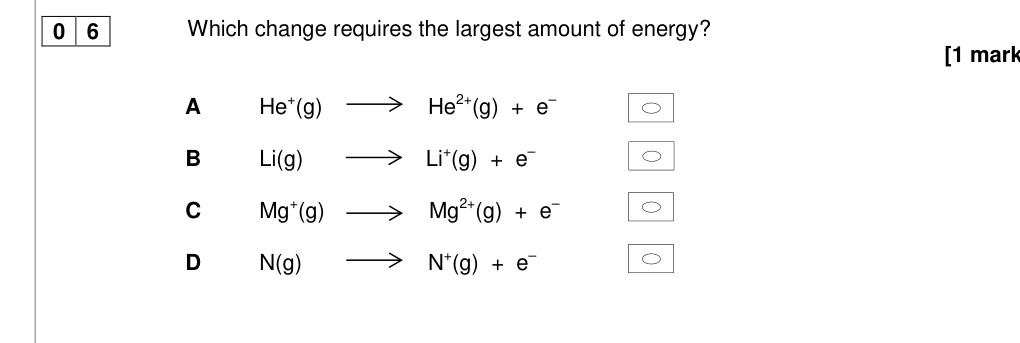 0 6 Which change requires the largest amount of energy?
[1 mark
A He⁺(g) ⟶ He²⁺(g) + e⁻
B Li(g) ⟶ Li⁺(g) + e⁻
C Mg⁺(g) ⟶ Mg²⁺(g) + e⁻
D N(g) ⟶ N⁺(g) + e⁻